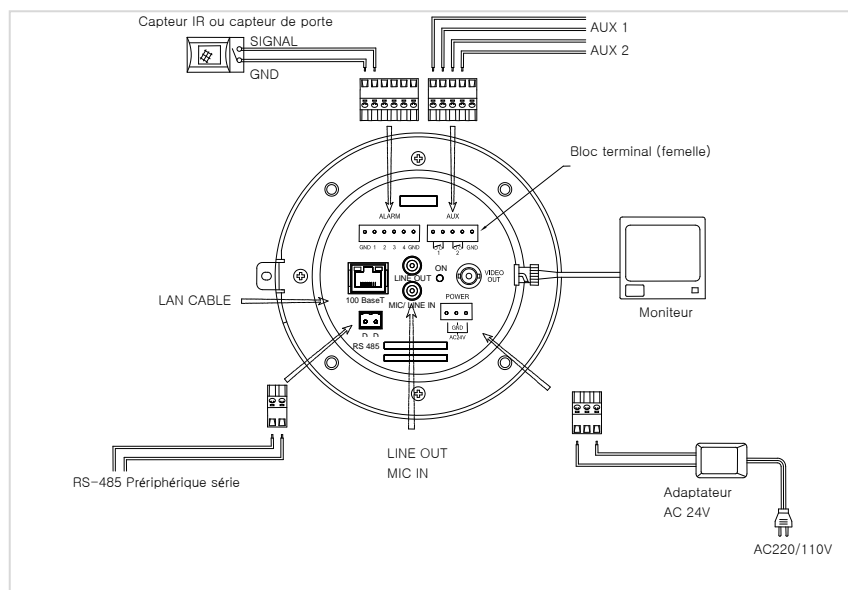 Capteur IR ou capteur de porte
SIGNAL
GND
AUX 1
AUX 2
Bloc terminal (femelle)
ALARM
AUX
GND 1 2 3 4 GND
1 2 GND
LINE OUT
ON
VIDEO OUT
100 BaseT
MIC/ LINE IN
POWER
GND
AC24V
D D
RS 485
LAN CABLE
Moniteur
LINE OUT
MIC IN
RS-485 Prériphérique série
Adaptateur
AC 24V
AC220/110V